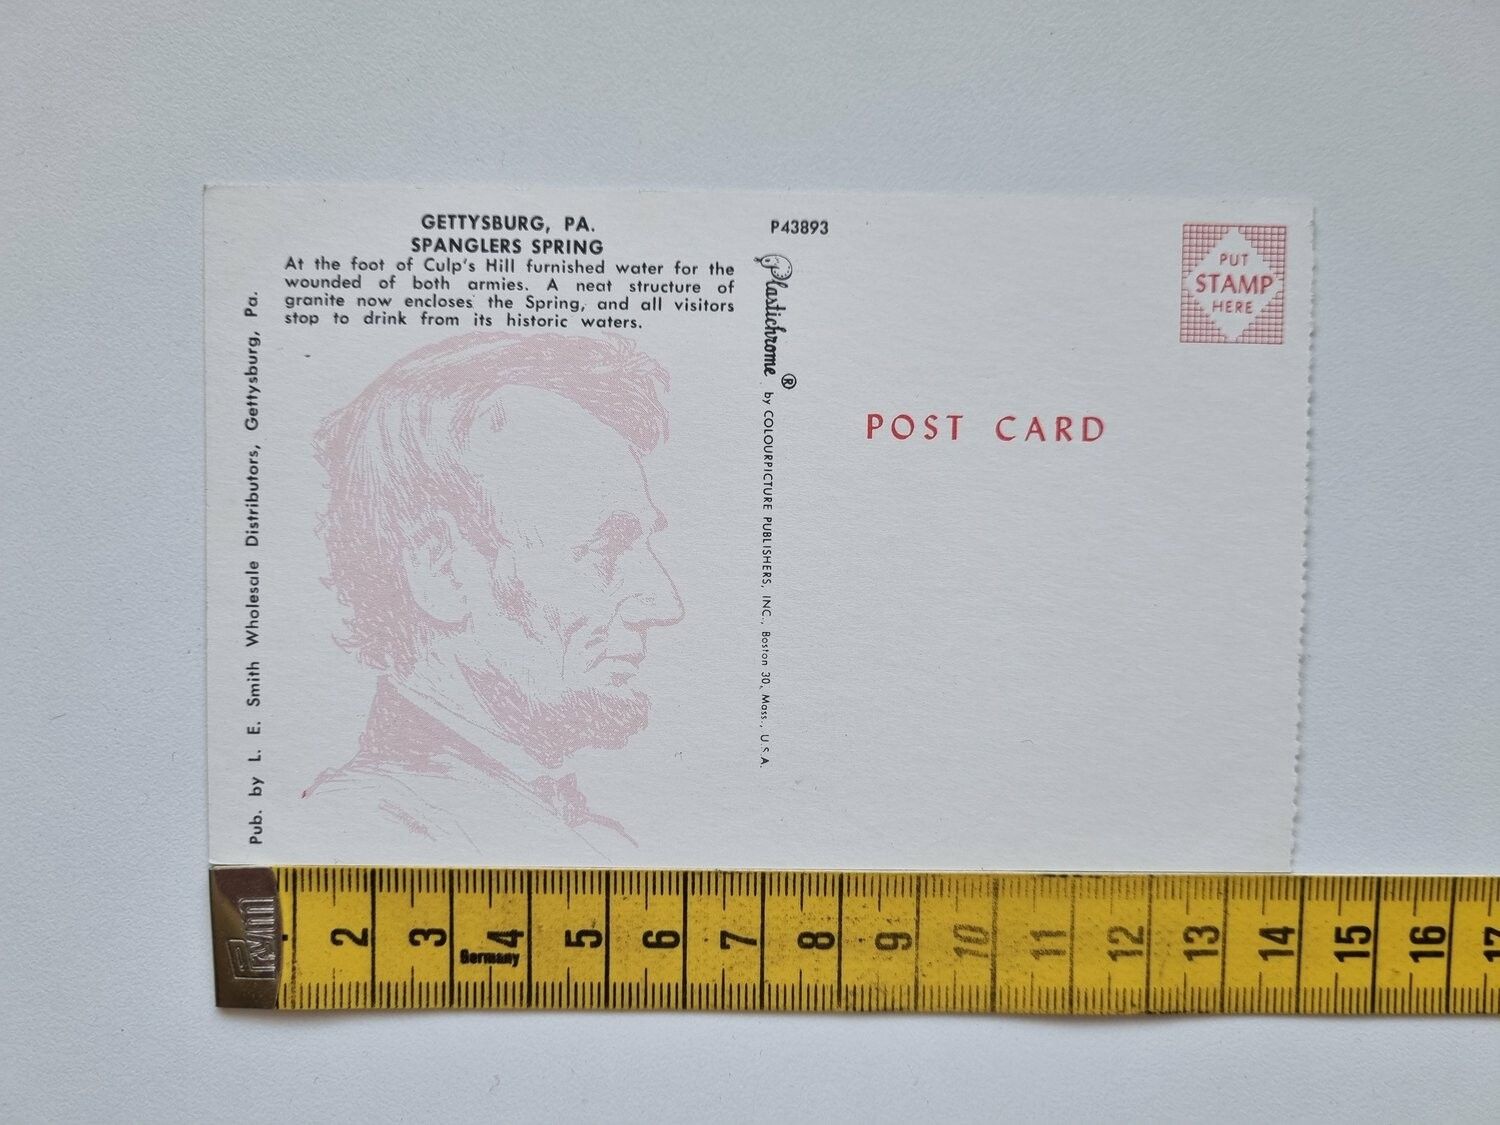 GETTYSBURG, PA.
SPANGLERS SPRING
At the foot of Culp's Hill furnished water for the
wounded of both armies. A neat structure of
granite now encloses the Spring, and all visitors
stop to drink from its historic waters.
Pub. by L. E. Smith Wholesale Distributors, Gettysburg, Pa.
P43893
Plastichrome ® by COLOURPICTURE PUBLISHERS, INC., Boston 30, Mass., U.S.A.
PUT
STAMP
HERE
POST CARD
2 3 4 5 6 7 8 9 10 11 12 13 14 15 16 17
Germany